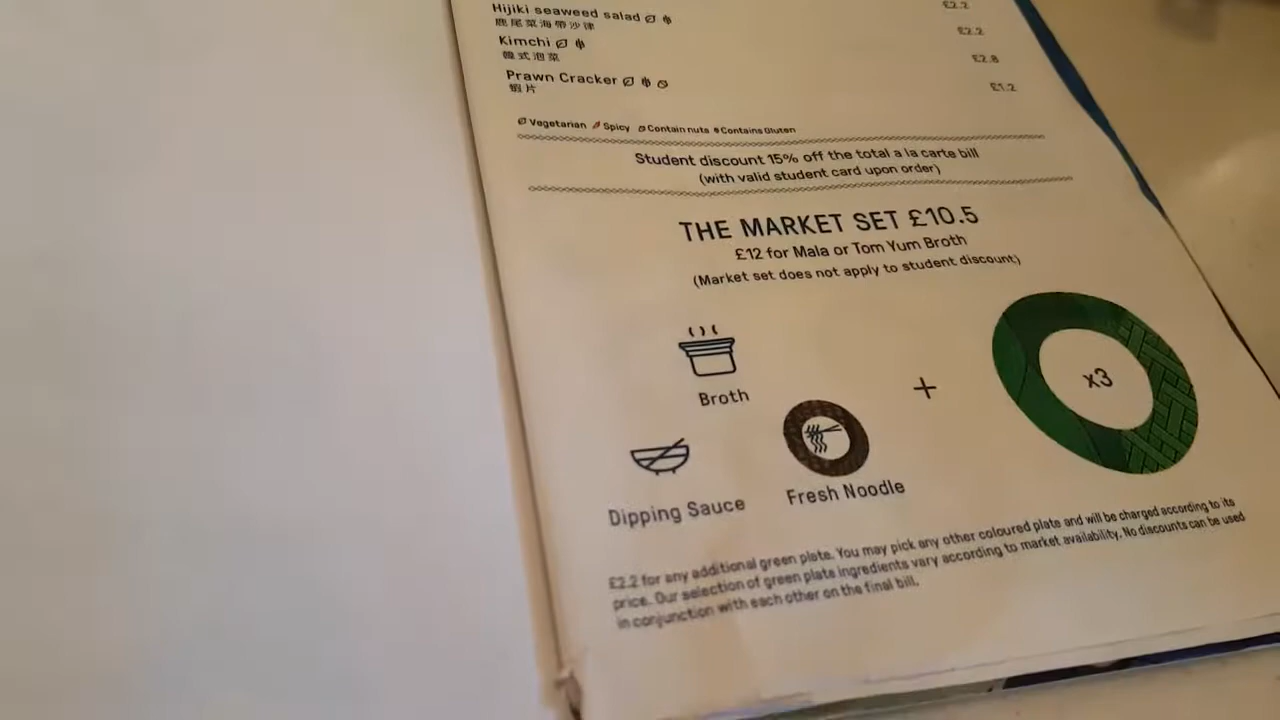 Hijiki seaweed salad £2.2
鹿尾菜海帶沙律
£2.2
Kimchi £2.8
韓式泡菜
Prawn Cracker £1.2
蝦片
Vegetarian Spicy Contain nuts Contains Gluten
Student discount 15% off the total a la carte bill
(with valid student card upon order)
THE MARKET SET £10.5
£12 for Mala or Tom Yum Broth
(Market set does not apply to student discount)
Broth
+
x3
Dipping Sauce
Fresh Noodle
£2.2 for any additional green plate. You may pick any other coloured plate and will be charged according to its
price. Our selection of green plate ingredients vary according to market availability. No discounts can be used
in conjunction with each other on the final bill.